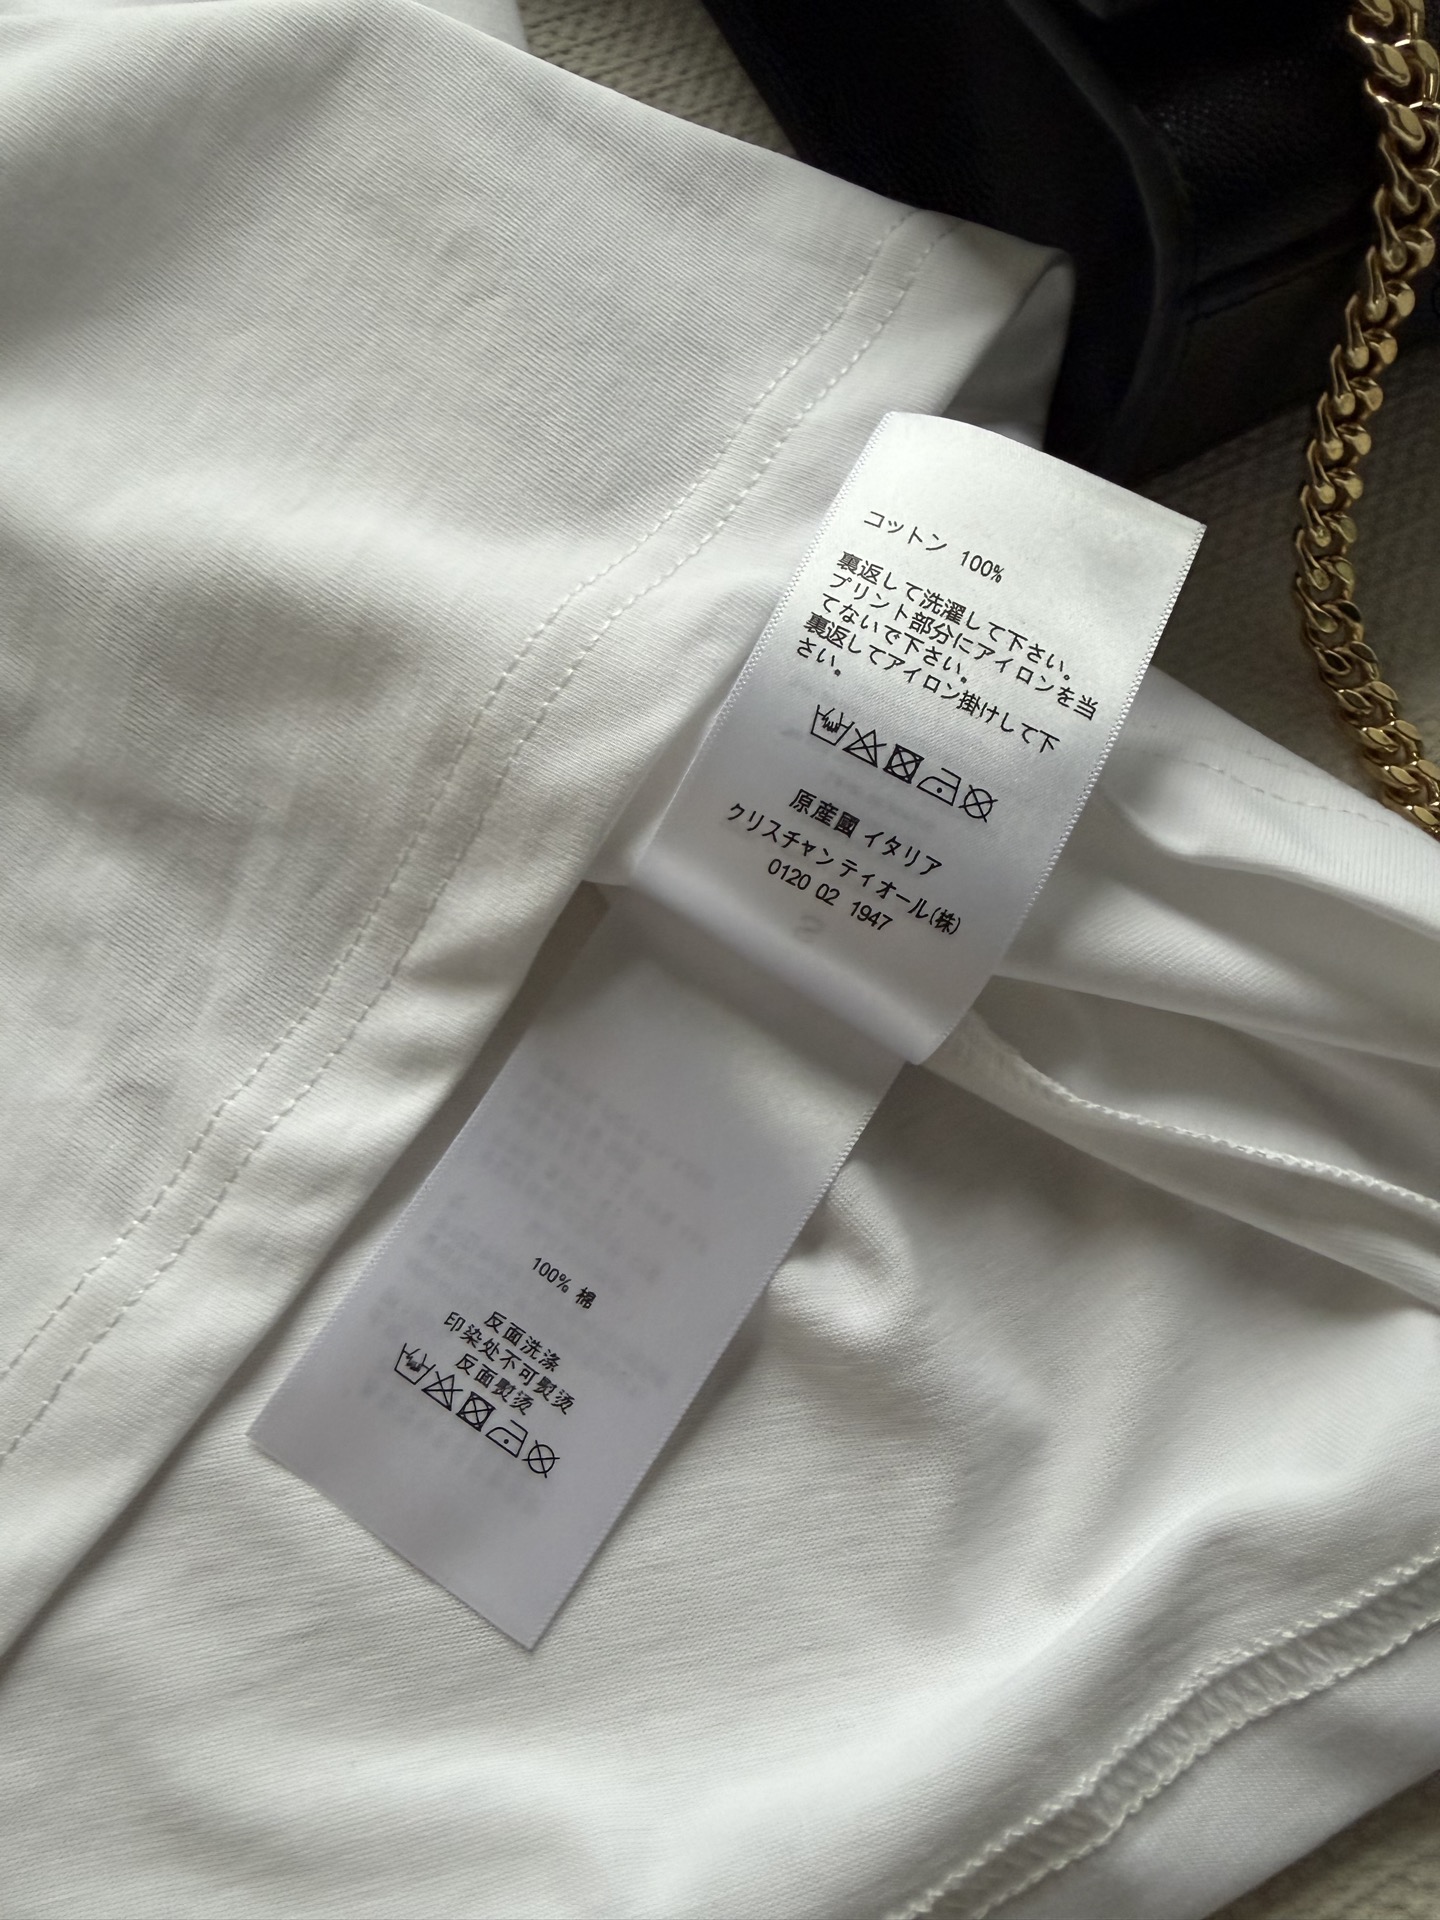 コットン 100%
裏返して洗濯して下さい。
プリント部分にアイロンを当
てないで下さい。
裏返してアイロン掛けして下
さい。
原産國 イタリア
クリスチャン ディオール(株)
0120 02 1947
S
100% 棉
反面洗涤
印染处不可熨烫
反面熨烫